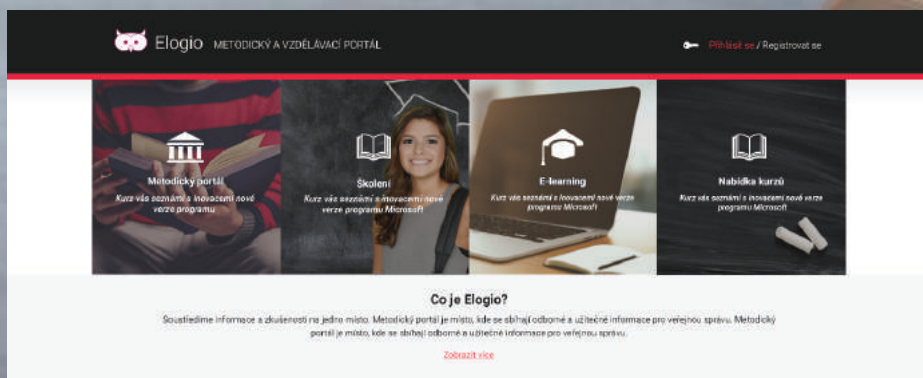 Elogio METODICKÝ A VZDĚLÁVACÍ PORTÁL
Přihlásit se / Registrovat se
Metodický portál
Kurz vás seznámí s inovacemi nové
verze programu
Školení
Kurz vás seznámí s inovacemi nové
verze programu Microsoft
E-learning
Kurz vás seznámí s inovacemi nové verze
programu Microsoft
Nabídka kurzů
Kurz vás seznámí s inovacemi nové verze
programu Microsoft
Co je Elogio?
Soustředíme informace a zkušenosti na jedno místo. Metodický portál je místo, kde se sbíhají odborné a užitečné informace pro veřejnou správu. Metodický
portál je místo, kde se sbíhají odborné a užitečné informace pro veřejnou správu.
Zobrazit více